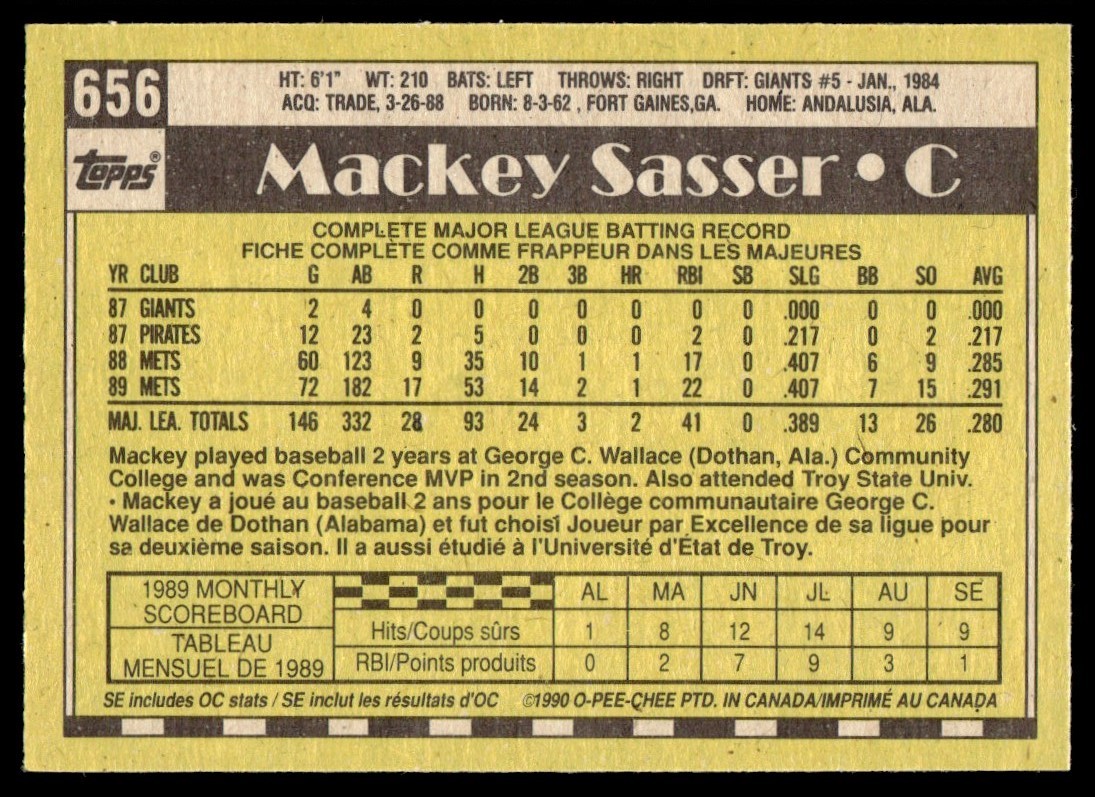 656
HT: 6'1" WT: 210 BATS: LEFT THROWS: RIGHT DRFT: GIANTS #5 - JAN., 1984
ACQ: TRADE, 3-26-88 BORN: 8-3-62 , FORT GAINES,GA. HOME: ANDALUSIA, ALA.
Topps®
Mackey Sasser • C
COMPLETE MAJOR LEAGUE BATTING RECORD
FICHE COMPLÈTE COMME FRAPPEUR DANS LES MAJEURES
YR CLUB G AB R H 2B 3B HR RBI SB SLG BB SO AVG
87 GIANTS 2 4 0 0 0 0 0 0 0 .000 0 0 .000
87 PIRATES 12 23 2 5 0 0 0 2 0 .217 0 2 .217
88 METS 60 123 9 35 10 1 1 17 0 .407 6 9 .285
89 METS 72 182 17 53 14 2 1 22 0 .407 7 15 .291
MAJ. LEA. TOTALS 146 332 28 93 24 3 2 41 0 .389 13 26 .280
Mackey played baseball 2 years at George C. Wallace (Dothan, Ala.) Community
College and was Conference MVP in 2nd season. Also attended Troy State Univ.
• Mackey a joué au baseball 2 ans pour le Collège communautaire George C.
Wallace de Dothan (Alabama) et fut choisi Joueur par Excellence de sa ligue pour
sa deuxième saison. Il a aussi étudié à l'Université d'État de Troy.
1989 MONTHLY
SCOREBOARD
TABLEAU
MENSUEL DE 1989
AL MA JN JL AU SE
Hits/Coups sûrs 1 8 12 14 9 9
RBI/Points produits 0 2 7 9 3 1
SE includes OC stats / SE inclut les résultats d'OC ©1990 O-PEE-CHEE PTD. IN CANADA/IMPRIMÉ AU CANADA